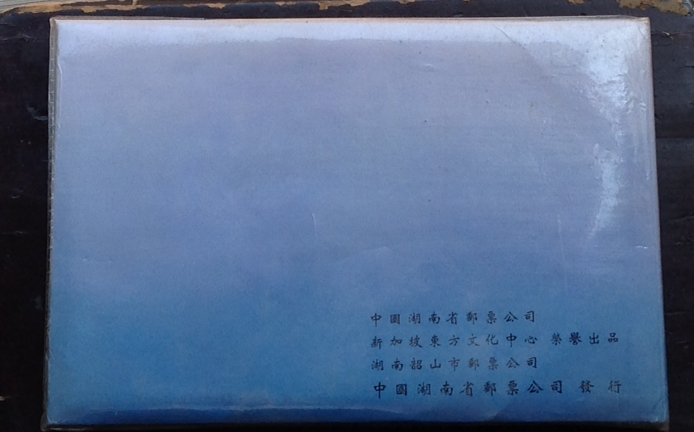 中國湖南省郵票公司
新加坡東方文化中心 榮譽出品
湖南韶山市郵票公司
中國湖南省郵票公司 發行